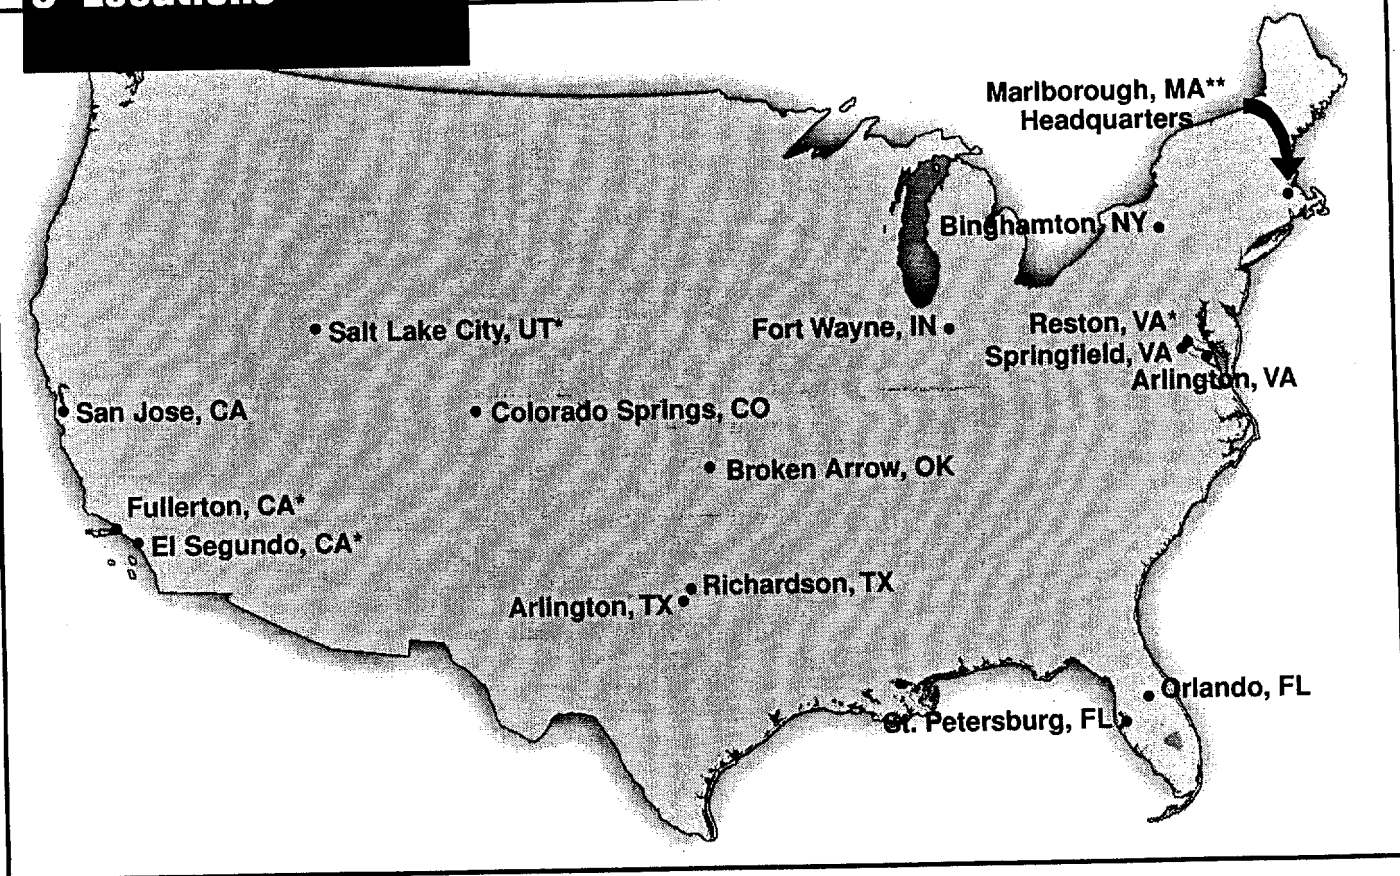 Locations
Marlborough, MA**
Headquarters
Binghamton, NY
Salt Lake City, UT*
Fort Wayne, IN
Reston, VA*
Springfield, VA
Arlington, VA
San Jose, CA
Colorado Springs, CO
Broken Arrow, OK
Fullerton, CA*
El Segundo, CA*
Richardson, TX
Arlington, TX
Orlando, FL
St. Petersburg, FL